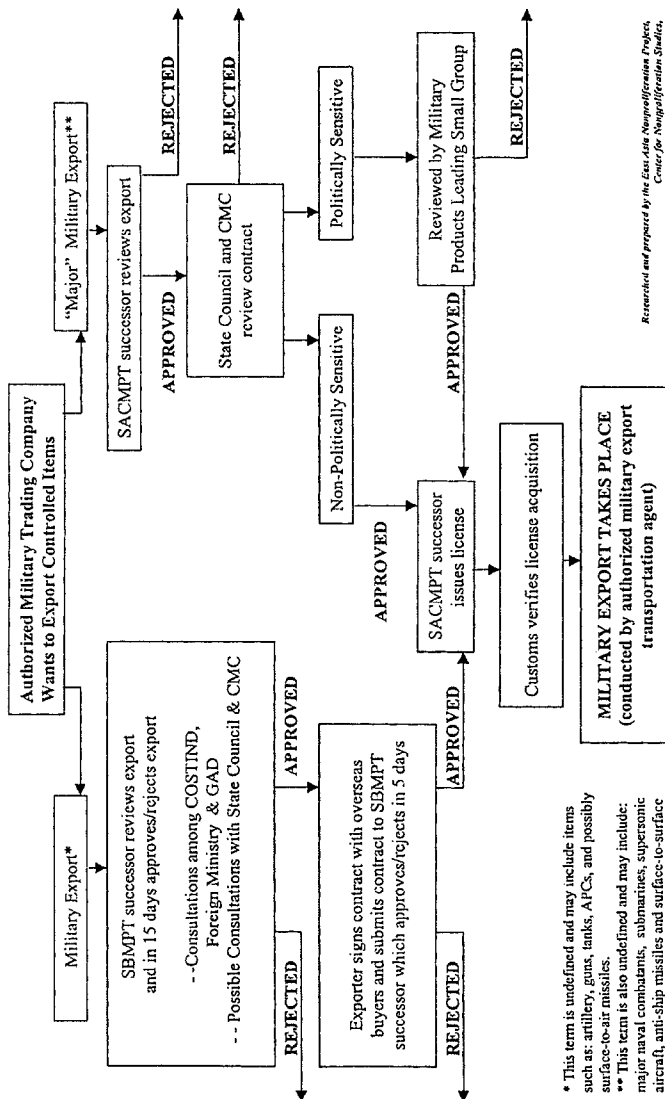 Authorized Military Trading Company
Wants to Export Controlled Items
Military Export*
"Major" Military Export**
SBMPT successor reviews export
and in 15 days approves/rejects export
- -Consultations among COSTIND,
Foreign Ministry & GAD
- - Possible Consultations with State Council & CMC
REJECTED
APPROVED
Exporter signs contract with overseas
buyers and submits contract to SBMPT
successor which approves/rejects in 5 days
REJECTED
APPROVED
SACMPT successor reviews export
REJECTED
APPROVED
State Council and CMC
review contract
REJECTED
Non-Politically Sensitive
Politically Sensitive
APPROVED
Reviewed by Military
Products Leading Small Group
APPROVED
REJECTED
SACMPT successor
issues license
Customs verifies license acquisition
MILITARY EXPORT TAKES PLACE
(conducted by authorized military export
transportation agent)
* This term is undefined and may include items
such as: artillery, guns, tanks, APCs, and possibly
surface-to-air missiles.
** This term is also undefined and may include:
major naval combatants, submarines, supersonic
aircraft, anti-ship missiles and surface-to-surface
Researched and prepared by the East Asia Nonproliferation Project,
Center for Nonproliferation Studies,